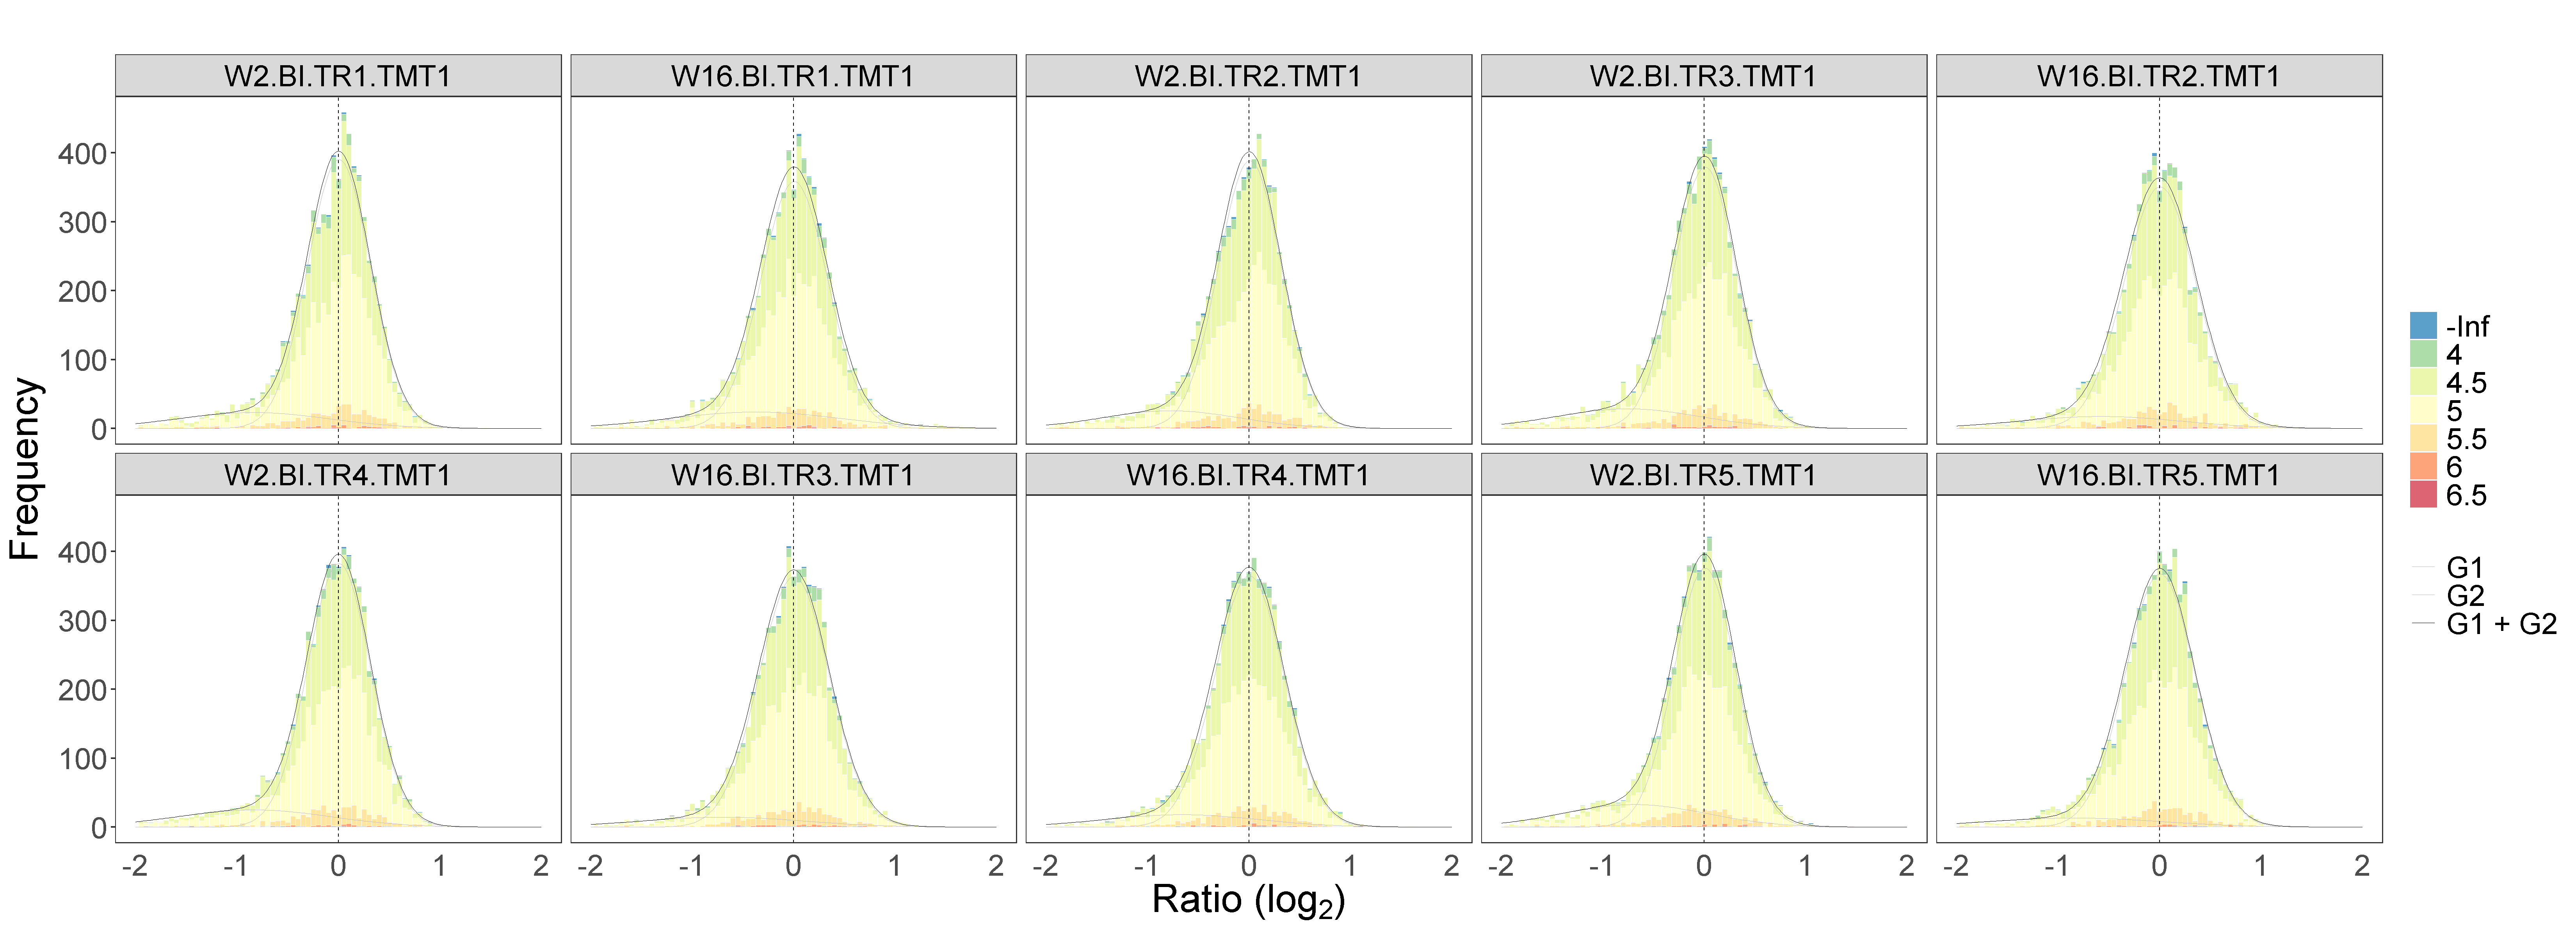 W2.BI.TR1.TMT1
W16.BI.TR1.TMT1
W2.BI.TR2.TMT1
W2.BI.TR3.TMT1
W16.BI.TR2.TMT1
400
300
200
100
0
W2.BI.TR4.TMT1
W16.BI.TR3.TMT1
W16.BI.TR4.TMT1
W2.BI.TR5.TMT1
W16.BI.TR5.TMT1
400
300
200
100
0
-2 -1 0 1 2
-2 -1 0 1 2
-2 -1 0 1 2
-2 -1 0 1 2
-2 -1 0 1 2
Frequency
Ratio (log₂)
-Inf
4
4.5
5
5.5
6
6.5
G1
G2
G1 + G2